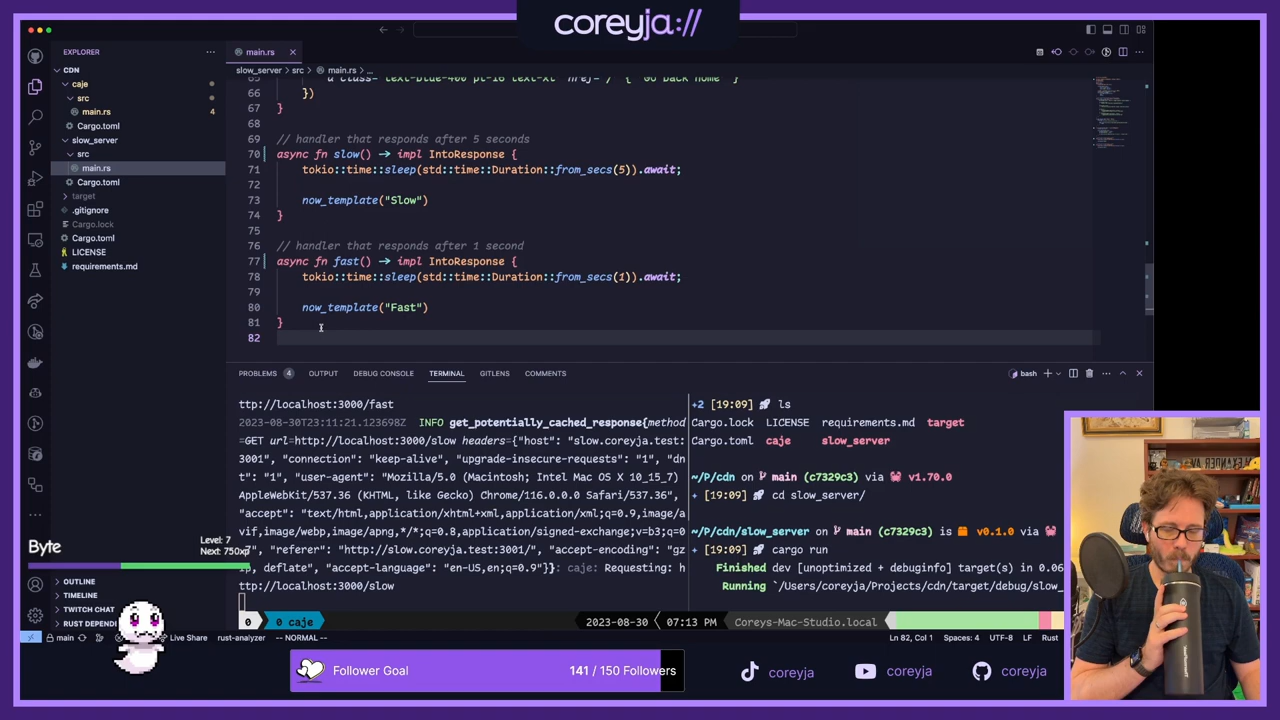 coreyja://
EXPLORER
CDN
caje
src
main.rs
4
Cargo.toml
slow_server
src
main.rs
Cargo.toml
target
.gitignore
Cargo.lock
Cargo.toml
LICENSE
requirements.md
OUTLINE
TIMELINE
TWITCH CHAT
main.rs
slow_server > src > main.rs > ...
66 })
67 }
68
69 // handler that responds after 5 seconds
70 async fn slow() → impl IntoResponse {
71 tokio::time::sleep(std::time::Duration::from_secs(5)).await;
72
73 now_template("Slow")
74 }
75
76 // handler that responds after 1 second
77 async fn fast() → impl IntoResponse {
78 tokio::time::sleep(std::time::Duration::from_secs(1)).await;
79
80 now_template("Fast")
81 }
82
PROBLEMS 4 OUTPUT DEBUG CONSOLE TERMINAL GITLENS COMMENTS
bash
ttp://localhost:3000/fast
INFO get_potentially_cached_response{method
=GET url=http://localhost:3000/slow headers={"host": "slow.coreyja.test:
3001", "connection": "keep-alive", "upgrade-insecure-requests": "1", "dn
t": "1", "user-agent": "Mozilla/5.0 (Macintosh; Intel Mac OS X 10_15_7)
AppleWebKit/537.36 (KHTML, like Gecko) Chrome/116.0.0.0 Safari/537.36",
"accept": "text/html,application/xhtml+xml,application/xml;q=0.9,image/a
vif,image/webp,image/apng,*/*;q=0.8,application/signed-exchange;v=b3;q=0
"referer": "http://slow.coreyja.test:3001/", "accept-encoding": "gz
ip, deflate", "accept-language": "en-US,en;q=0.9"}}: caje: Requesting: h
ttp://localhost:3000/slow
+2 [19:09] ls
Cargo.lock LICENSE requirements.md target
Cargo.toml caje slow_server
~/P/cdn on main (c7329c3) via v1.70.0
+ [19:09] cd slow_server/
~/P/cdn/slow_server on main (c7329c3) is v0.1.0 via
+ [19:09] cargo run
Finished dev [unoptimized + debuginfo] target(s) in 0.06
Running `/Users/coreyja/Projects/cdn/target/debug/slow_
0 0 caje 2023-08-30 07:13 PM Coreys-Mac-Studio.local
main Live Share rust-analyzer -- NORMAL -- Ln 82, Col 1 Spaces: 4 UTF-8 LF Rust
Byte
Level: 7
Next: 750xp
Follower Goal 141 / 150 Followers
coreyja coreyja coreyja